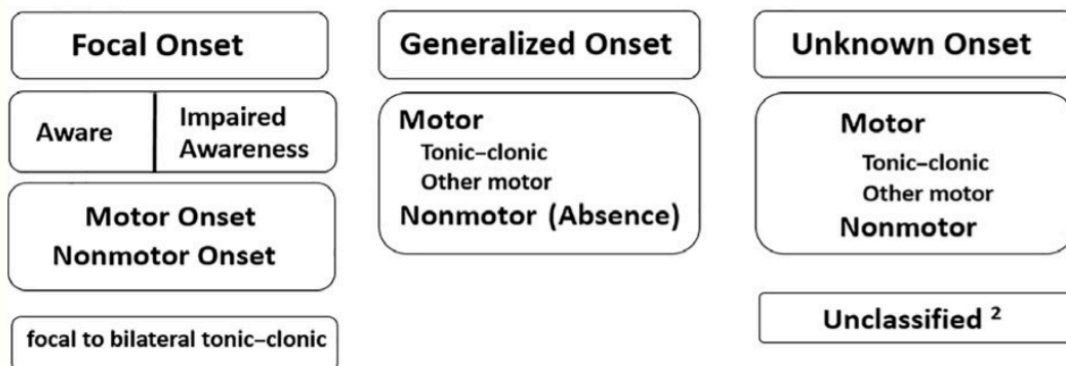 Focal Onset
Aware
Impaired
Awareness
Motor Onset
Nonmotor Onset
focal to bilateral tonic–clonic
Generalized Onset
Motor
Tonic–clonic
Other motor
Nonmotor (Absence)
Unknown Onset
Motor
Tonic–clonic
Other motor
Nonmotor
Unclassified ²